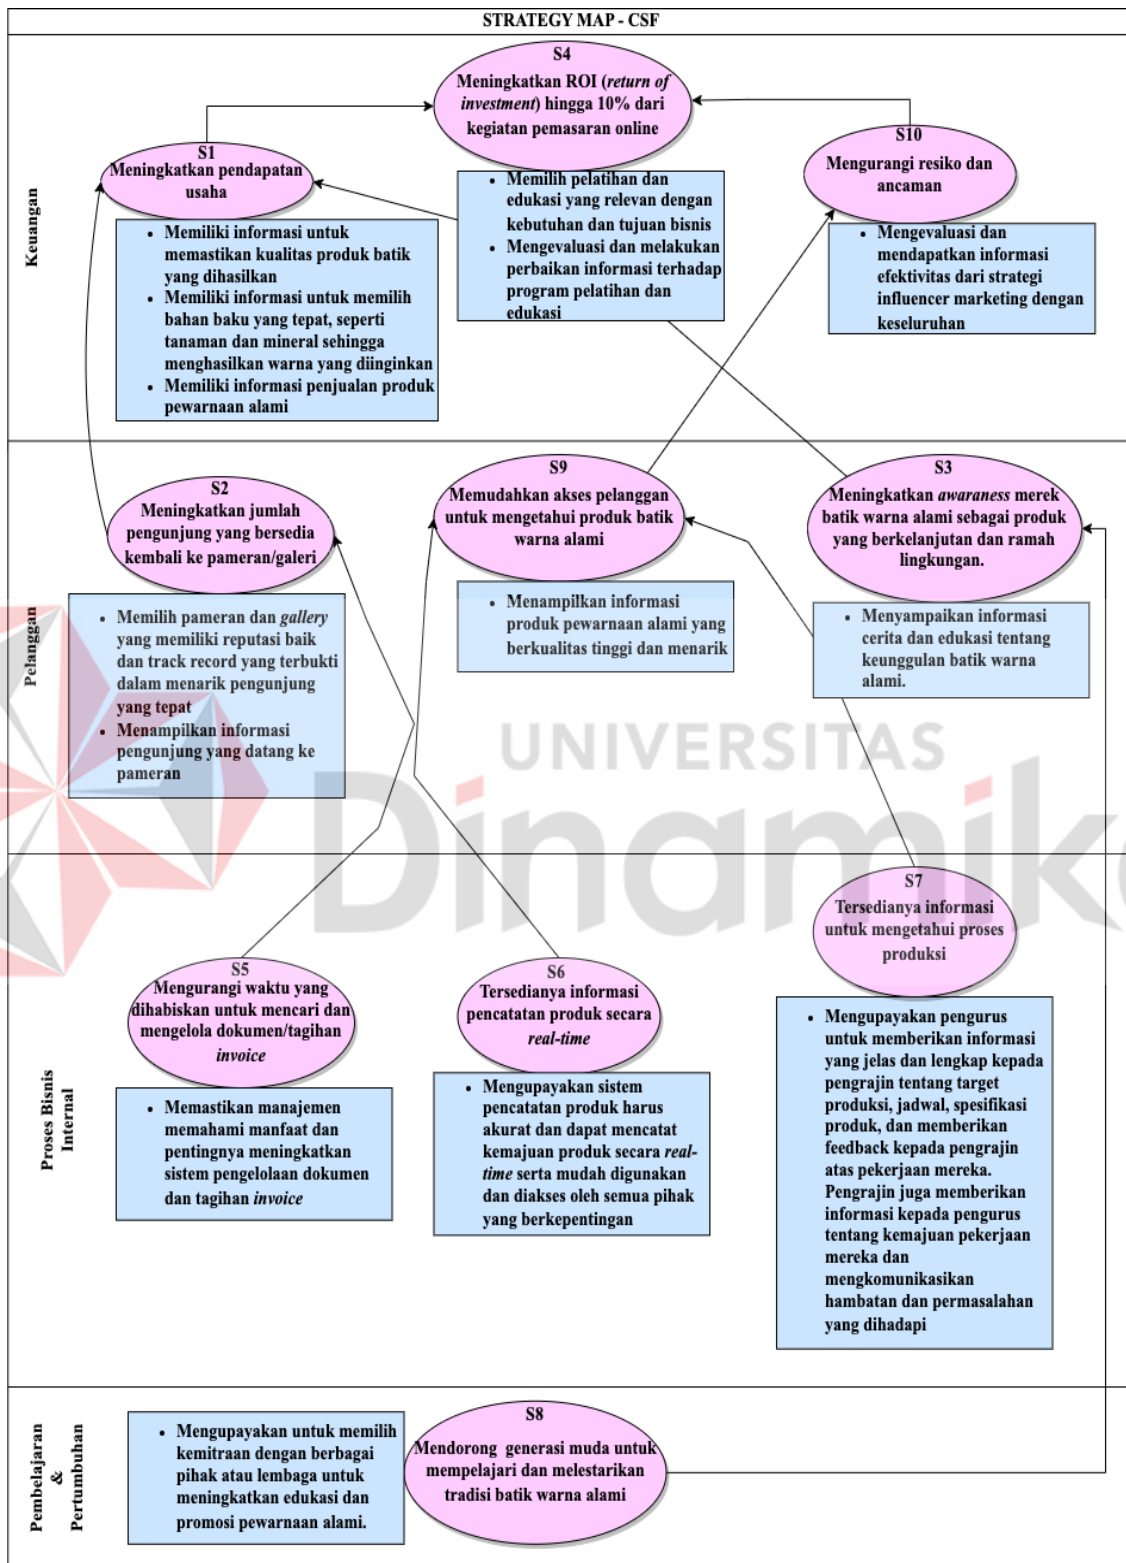 STRATEGY MAP - CSF
Keuangan
S4
Meningkatkan ROI (return of
investment) hingga 10% dari
kegiatan pemasaran online
S1
Meningkatkan pendapatan
usaha
S10
Mengurangi resiko dan
ancaman
• Memiliki informasi untuk
memastikan kualitas produk batik
yang dihasilkan
• Memiliki informasi untuk memilih
bahan baku yang tepat, seperti
tanaman dan mineral sehingga
menghasilkan warna yang diinginkan
• Memiliki informasi penjualan produk
pewarnaan alami
• Memilih pelatihan dan
edukasi yang relevan dengan
kebutuhan dan tujuan bisnis
• Mengevaluasi dan melakukan
perbaikan informasi terhadap
program pelatihan dan
edukasi
• Mengevaluasi dan
mendapatkan informasi
efektivitas dari strategi
influencer marketing dengan
keseluruhan
Pelanggan
S2
Meningkatkan jumlah
pengunjung yang bersedia
kembali ke pameran/galeri
S9
Memudahkan akses pelanggan
untuk mengetahui produk batik
warna alami
S3
Meningkatkan awaraness merek
batik warna alami sebagai produk
yang berkelanjutan dan ramah
lingkungan.
• Memilih pameran dan gallery
yang memiliki reputasi baik
dan track record yang terbukti
dalam menarik pengunjung
yang tepat
• Menampilkan informasi
pengunjung yang datang ke
pameran
• Menampilkan informasi
produk pewarnaan alami yang
berkualitas tinggi dan menarik
• Menyampaikan informasi
cerita dan edukasi tentang
keunggulan batik warna
alami.
UNIVERSITAS
Dinamika
Proses Bisnis
Internal
S5
Mengurangi waktu yang
dihabiskan untuk mencari dan
mengelola dokumen/tagihan
invoice
S6
Tersedianya informasi
pencatatan produk secara
real-time
S7
Tersedianya informasi
untuk mengetahui proses
produksi
• Memastikan manajemen
memahami manfaat dan
pentingnya meningkatkan
sistem pengelolaan dokumen
dan tagihan invoice
• Mengupayakan sistem
pencatatan produk harus
akurat dan dapat mencatat
kemajuan produk secara real-
time serta mudah digunakan
dan diakses oleh semua pihak
yang berkepentingan
• Mengupayakan pengurus
untuk memberikan informasi
yang jelas dan lengkap kepada
pengrajin tentang target
produksi, jadwal, spesifikasi
produk, dan memberikan
feedback kepada pengrajin
atas pekerjaan mereka.
Pengrajin juga memberikan
informasi kepada pengurus
tentang kemajuan pekerjaan
mereka dan
mengkomunikasikan
hambatan dan permasalahan
yang dihadapi
Pembelajaran
&
Pertumbuhan
• Mengupayakan untuk memilih
kemitraan dengan berbagai
pihak atau lembaga untuk
meningkatkan edukasi dan
promosi pewarnaan alami.
S8
Mendorong generasi muda untuk
mempelajari dan melestarikan
tradisi batik warna alami